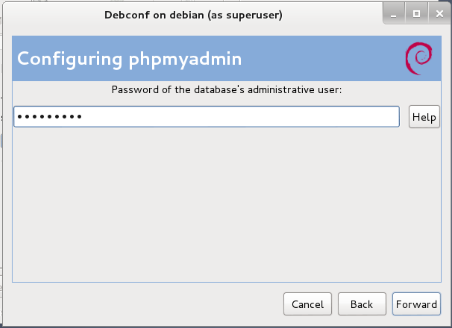 Debconf on debian (as superuser)
Configuring phpmyadmin
Password of the database's administrative user:
•••••••••
Help
Cancel
Back
Forward